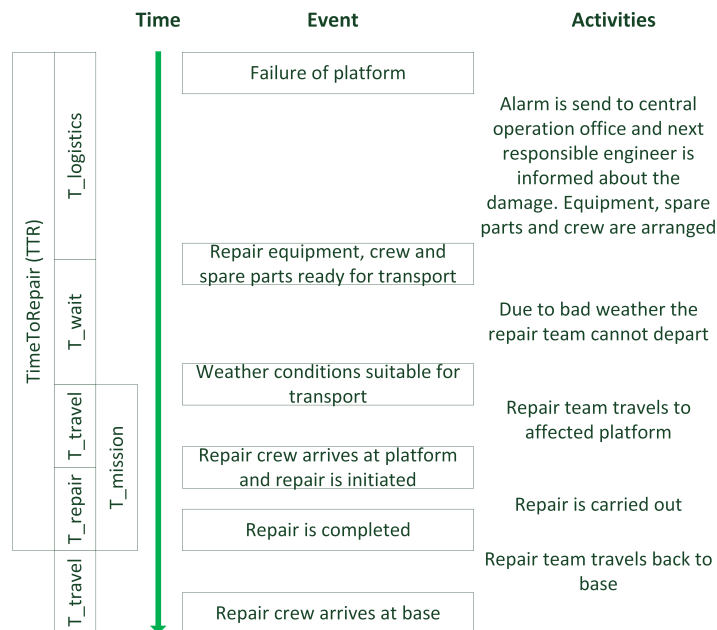 Time
Event
Activities
TimeToRepair (TTR)
T_logistics
T_wait
T_travel
T_repair
T_mission
T_travel
Failure of platform
Alarm is send to central
operation office and next
responsible engineer is
informed about the
damage. Equipment, spare
parts and crew are arranged
Repair equipment, crew and
spare parts ready for transport
Due to bad weather the
repair team cannot depart
Weather conditions suitable for
transport
Repair team travels to
affected platform
Repair crew arrives at platform
and repair is initiated
Repair is carried out
Repair is completed
Repair team travels back to
base
Repair crew arrives at base